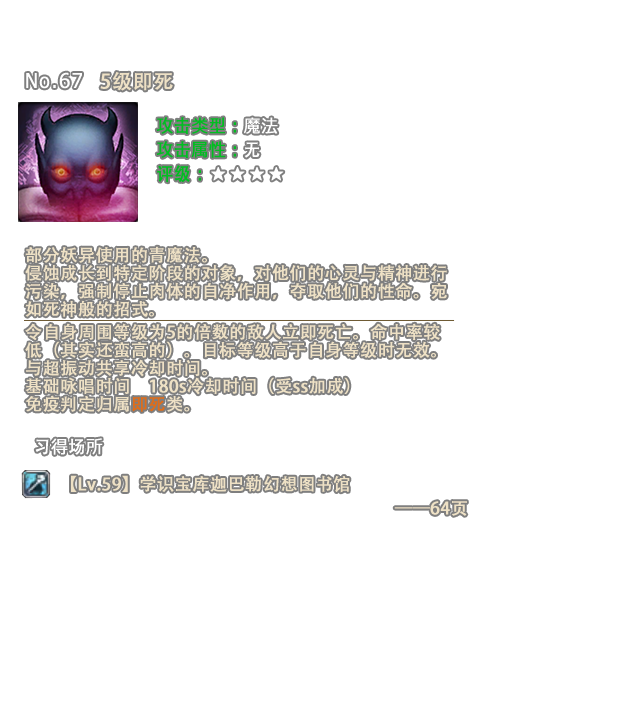 No.67 5级即死
攻击类型：魔法
攻击属性：无
评级：☆☆☆☆
部分妖异使用的青魔法。
侵蚀成长到特定阶段的对象，对他们的心灵与精神进行
污染，强制停止肉体的自净作用，夺取他们的性命。宛
如死神般的招式。
令自身周围等级为5的倍数的敌人立即死亡。命中率较
低（其实还蛮高的）。目标等级高于自身等级时无效。
与超振动共享冷却时间。
基础咏唱时间 180s冷却时间（受ss加成）
免疫判定归属即死类。
习得场所
【Lv.59】学识宝库迦巴勒幻想图书馆
——64页